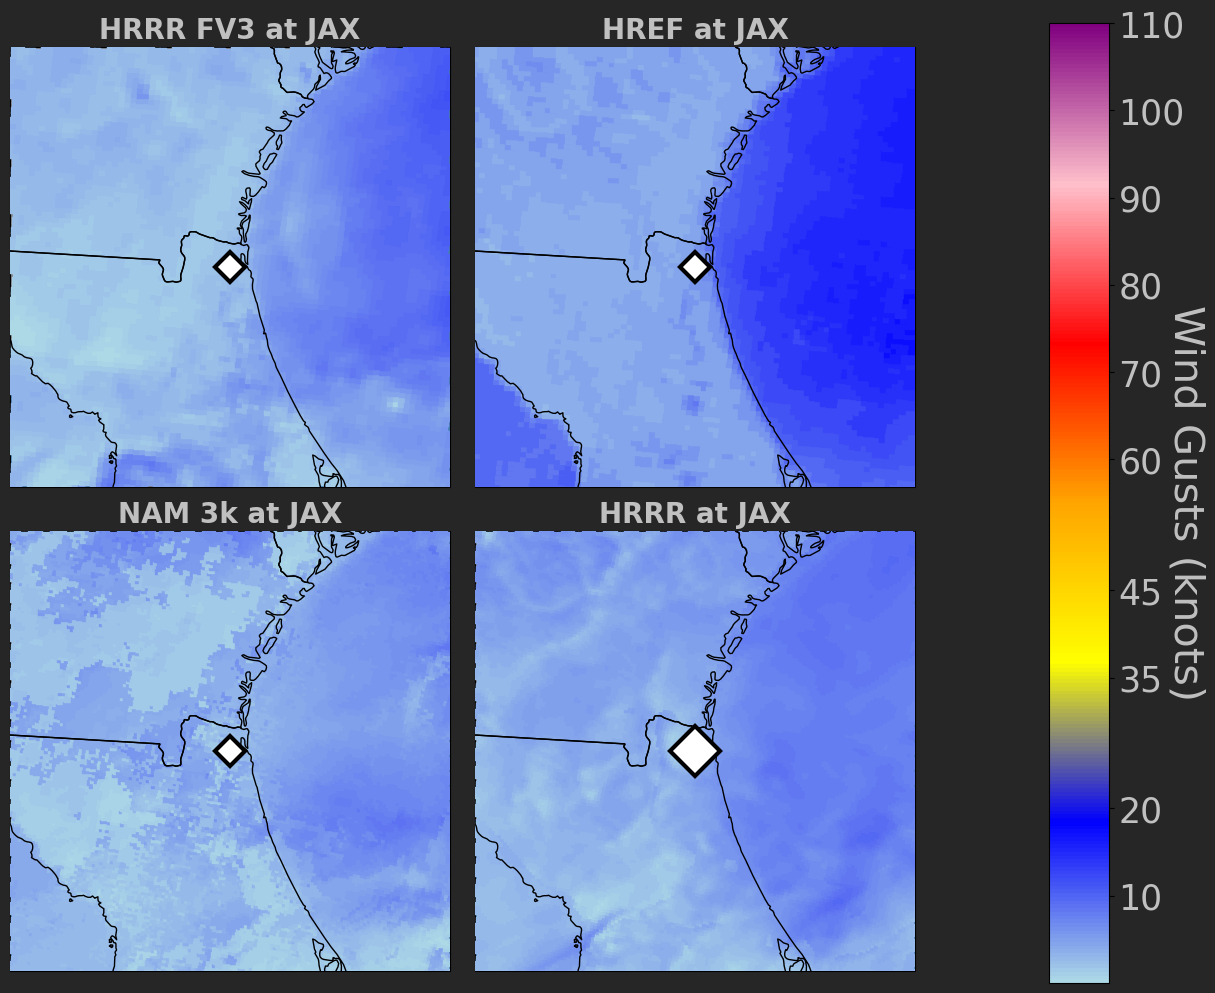 HRRR FV3 at JAX
HREF at JAX
NAM 3k at JAX
HRRR at JAX
110
100
90
80
70
60
45
35
20
10
Wind Gusts (knots)